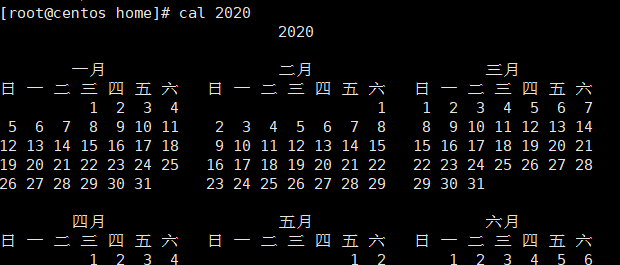 [root@centos home]# cal 2020
2020
一月 二月 三月
日 一 二 三 四 五 六 日 一 二 三 四 五 六 日 一 二 三 四 五 六
1 2 3 4 1 1 2 3 4 5 6 7
5 6 7 8 9 10 11 2 3 4 5 6 7 8 8 9 10 11 12 13 14
12 13 14 15 16 17 18 9 10 11 12 13 14 15 15 16 17 18 19 20 21
19 20 21 22 23 24 25 16 17 18 19 20 21 22 22 23 24 25 26 27 28
26 27 28 29 30 31 23 24 25 26 27 28 29 29 30 31
四月 五月 六月
日 一 二 三 四 五 六 日 一 二 三 四 五 六 日 一 二 三 四 五 六
1 2 3 4 1 2 1 2 3 4 5 6